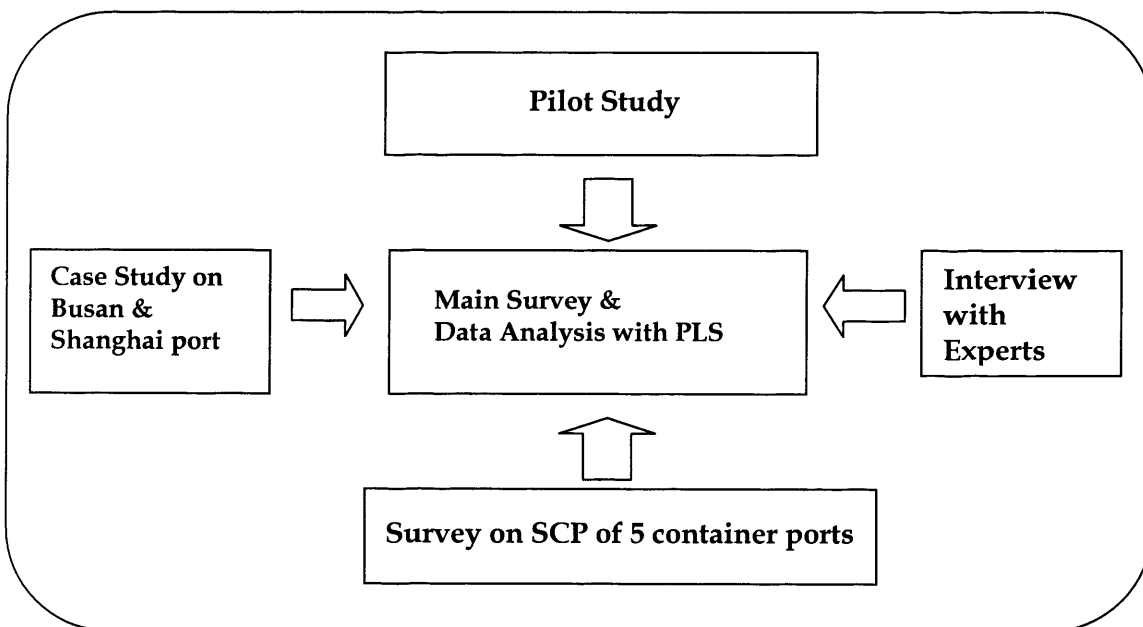 Pilot Study
Case Study on
Busan &
Shanghai port
Main Survey &
Data Analysis with PLS
Interview
with
Experts
Survey on SCP of 5 container ports